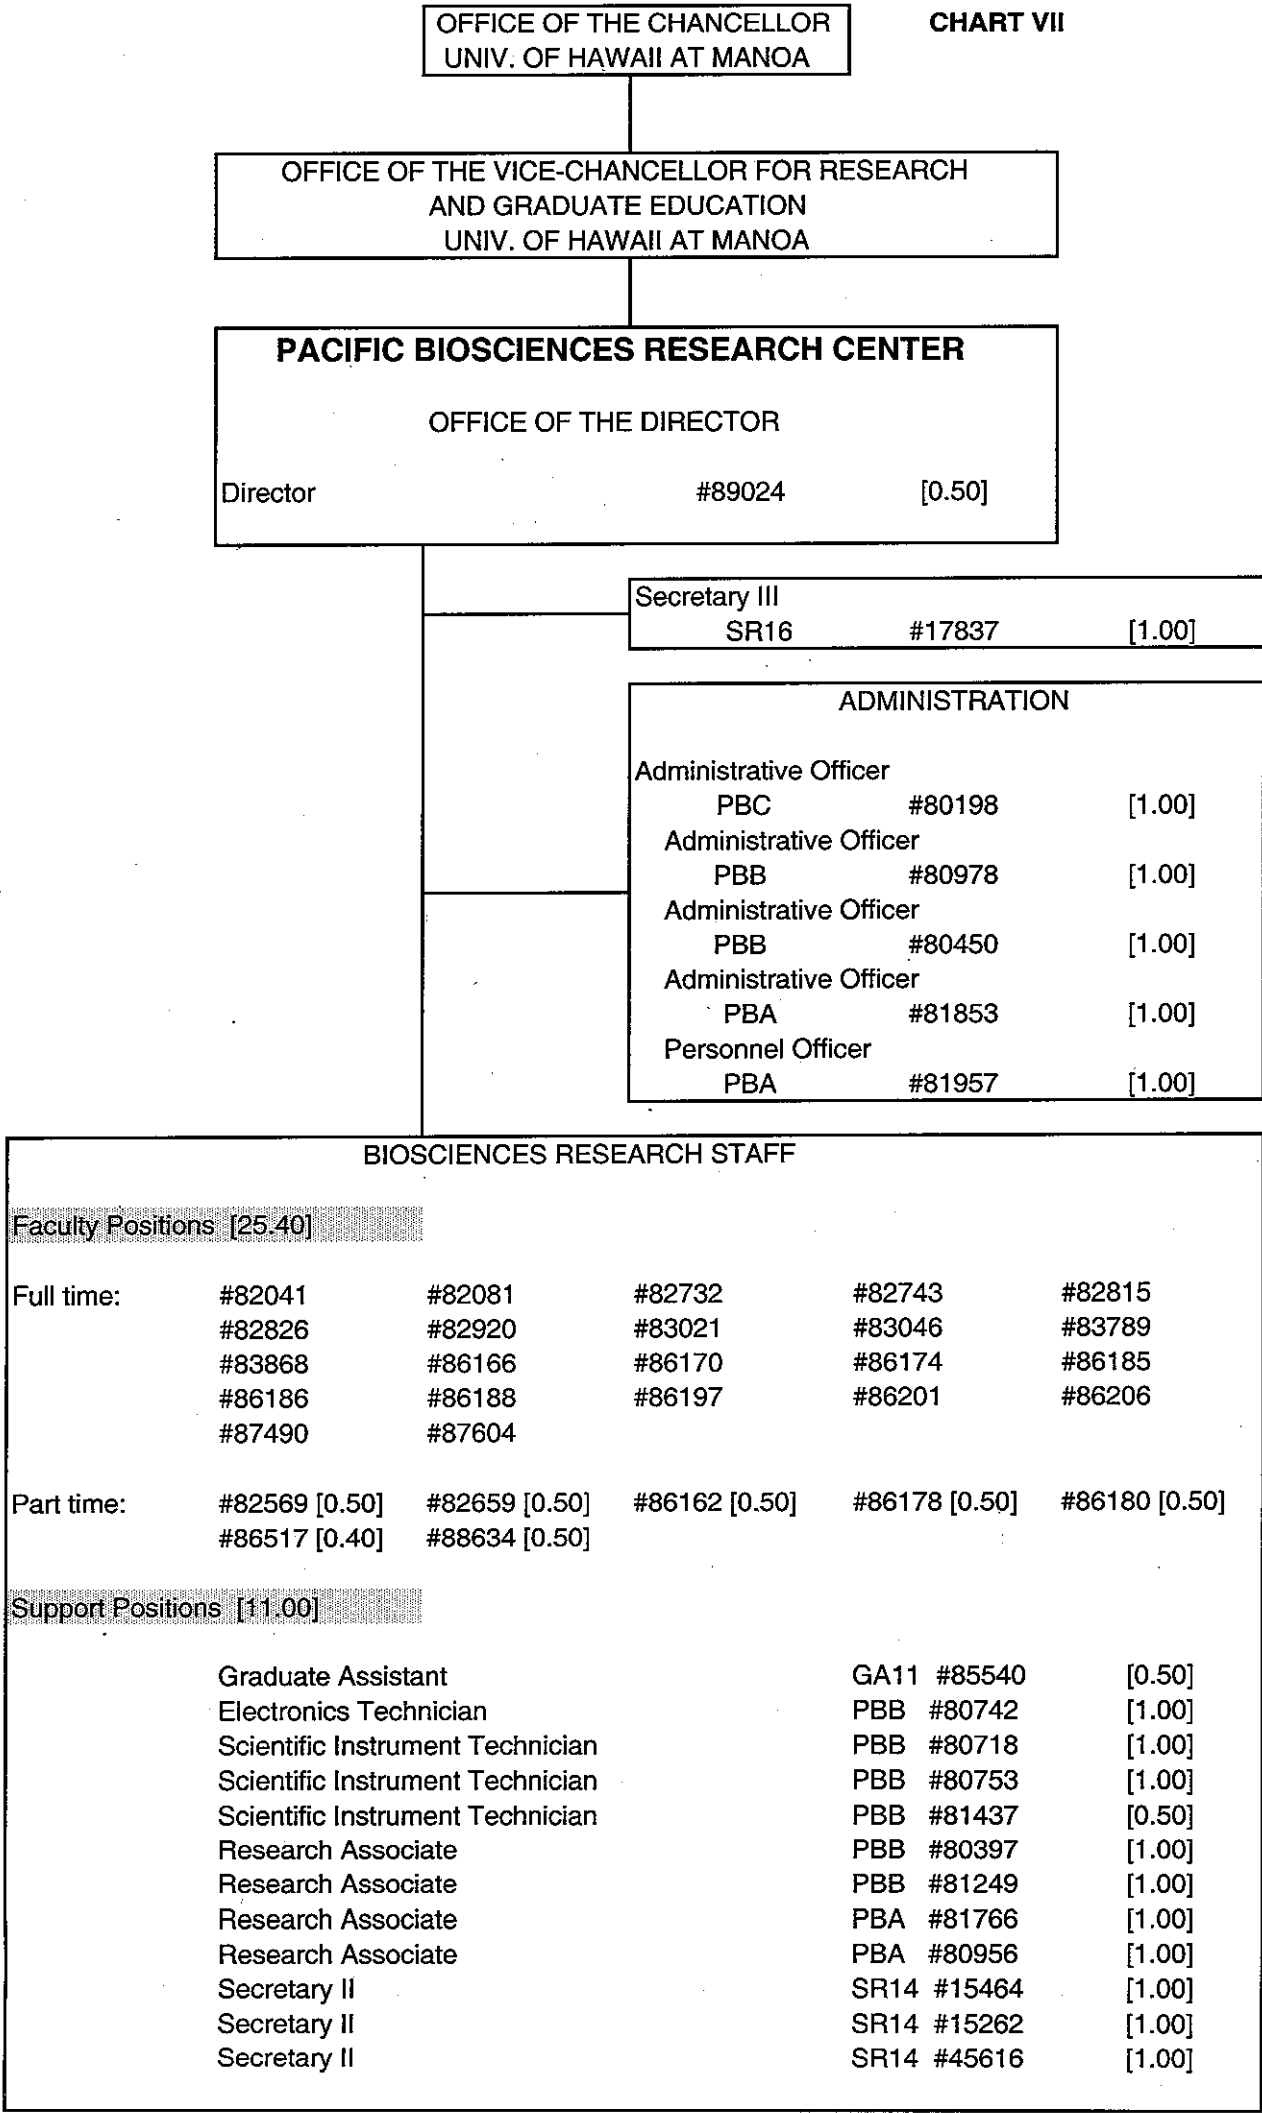 OFFICE OF THE CHANCELLOR
UNIV. OF HAWAII AT MANOA
CHART VII
OFFICE OF THE VICE-CHANCELLOR FOR RESEARCH
AND GRADUATE EDUCATION
UNIV. OF HAWAII AT MANOA
PACIFIC BIOSCIENCES RESEARCH CENTER
OFFICE OF THE DIRECTOR
Director #89024 [0.50]
Secretary III
SR16 #17837 [1.00]
ADMINISTRATION
Administrative Officer
PBC #80198 [1.00]
Administrative Officer
PBB #80978 [1.00]
Administrative Officer
PBB #80450 [1.00]
Administrative Officer
PBA #81853 [1.00]
Personnel Officer
PBA #81957 [1.00]
BIOSCIENCES RESEARCH STAFF
Faculty Positions [25.40]
Full time: #82041 #82081 #82732 #82743 #82815
#82826 #82920 #83021 #83046 #83789
#83868 #86166 #86170 #86174 #86185
#86186 #86188 #86197 #86201 #86206
#87490 #87604
Part time: #82569 [0.50] #82659 [0.50] #86162 [0.50] #86178 [0.50] #86180 [0.50]
#86517 [0.40] #88634 [0.50]
Support Positions [11.00]
Graduate Assistant GA11 #85540 [0.50]
Electronics Technician PBB #80742 [1.00]
Scientific Instrument Technician PBB #80718 [1.00]
Scientific Instrument Technician PBB #80753 [1.00]
Scientific Instrument Technician PBB #81437 [0.50]
Research Associate PBB #80397 [1.00]
Research Associate PBB #81249 [1.00]
Research Associate PBA #81766 [1.00]
Research Associate PBA #80956 [1.00]
Secretary II SR14 #15464 [1.00]
Secretary II SR14 #15262 [1.00]
Secretary II SR14 #45616 [1.00]